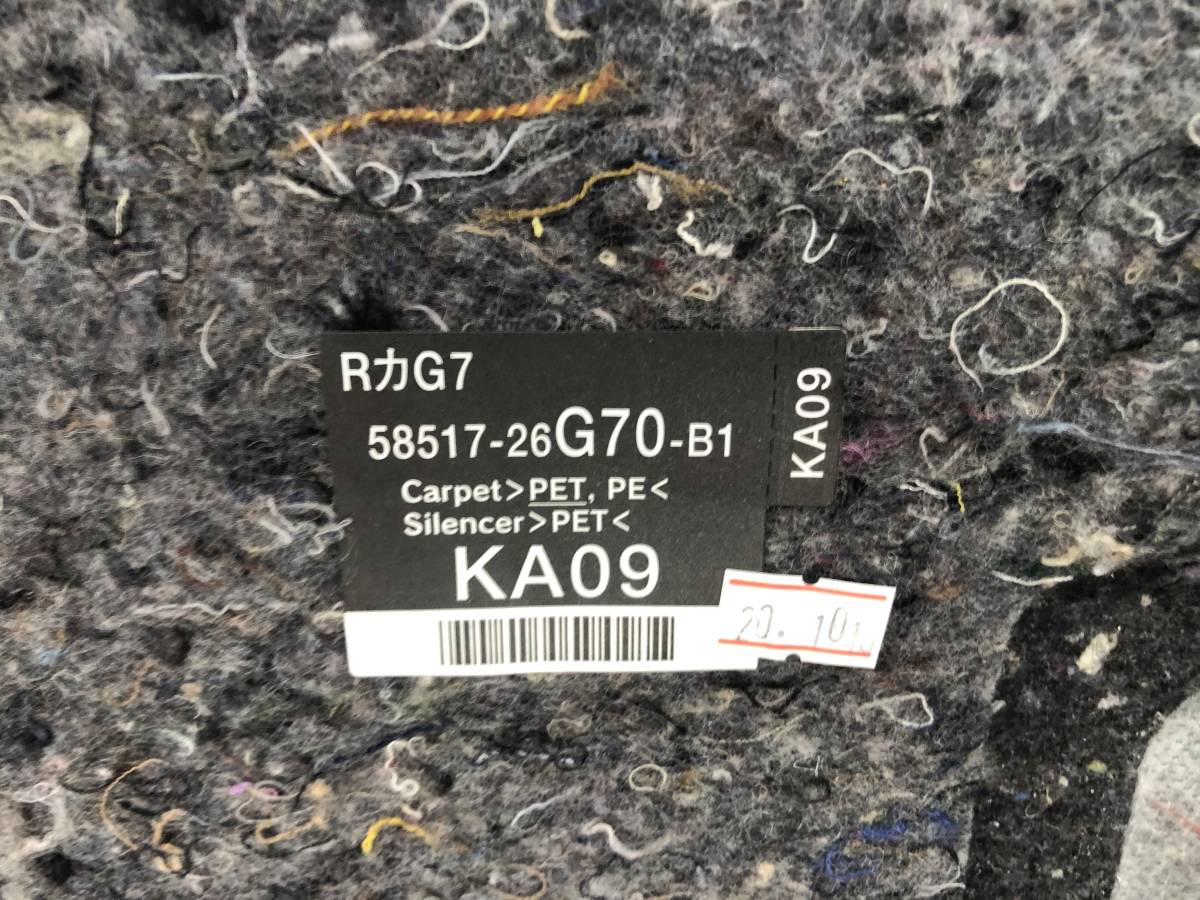 RカG7
58517-26G70-B1
Carpet>PET, PE<
Silencer>PET<
KA09
KA09
20. 10